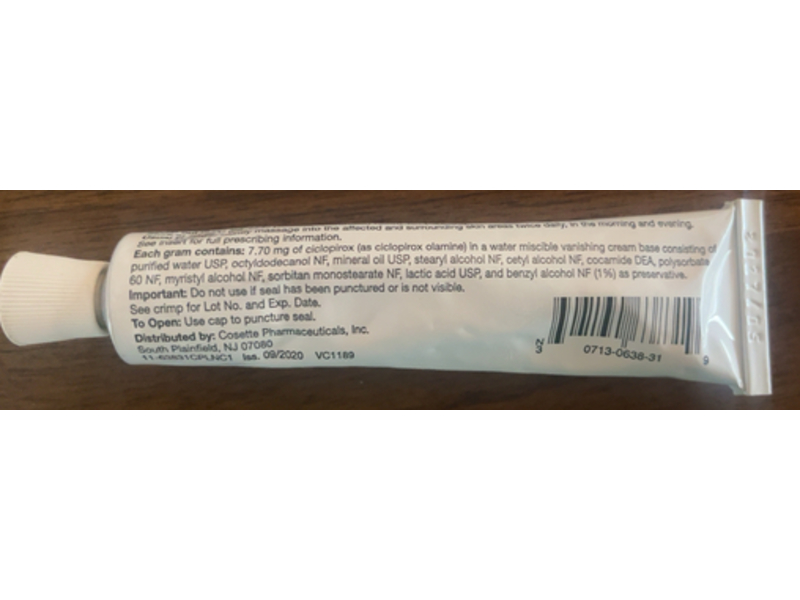 massage into the affected and surrounding skin areas twice daily, in the morning and evening.
See insert for full prescribing information.
Each gram contains: 7.70 mg of ciclopirox (as ciclopirox olamine) in a water miscible vanishing cream base consisting of
purified water USP, octyldodecanol NF, mineral oil USP, stearyl alcohol NF, cetyl alcohol NF, cocamide DEA, polysorbate
60 NF, myristyl alcohol NF, sorbitan monostearate NF, lactic acid USP, and benzyl alcohol NF (1%) as preservative.
Important: Do not use if seal has been punctured or is not visible.
See crimp for Lot No. and Exp. Date.
To Open: Use cap to puncture seal.
Distributed by: Cosette Pharmaceuticals, Inc.
South Plainfield, NJ 07080
11-63831CPLNC1 Iss. 09/2020 VC1189
N
3
0713-0638-31
9